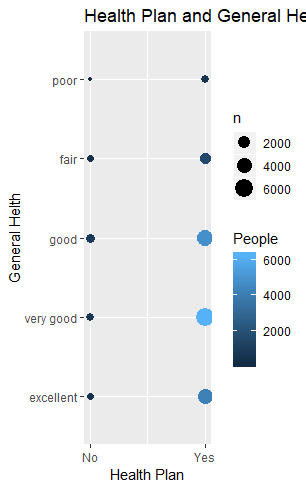 Health Plan and General He
poor
fair
good
very good
excellent
General Helth
No
Yes
Health Plan
n
2000
4000
6000
People
6000
4000
2000